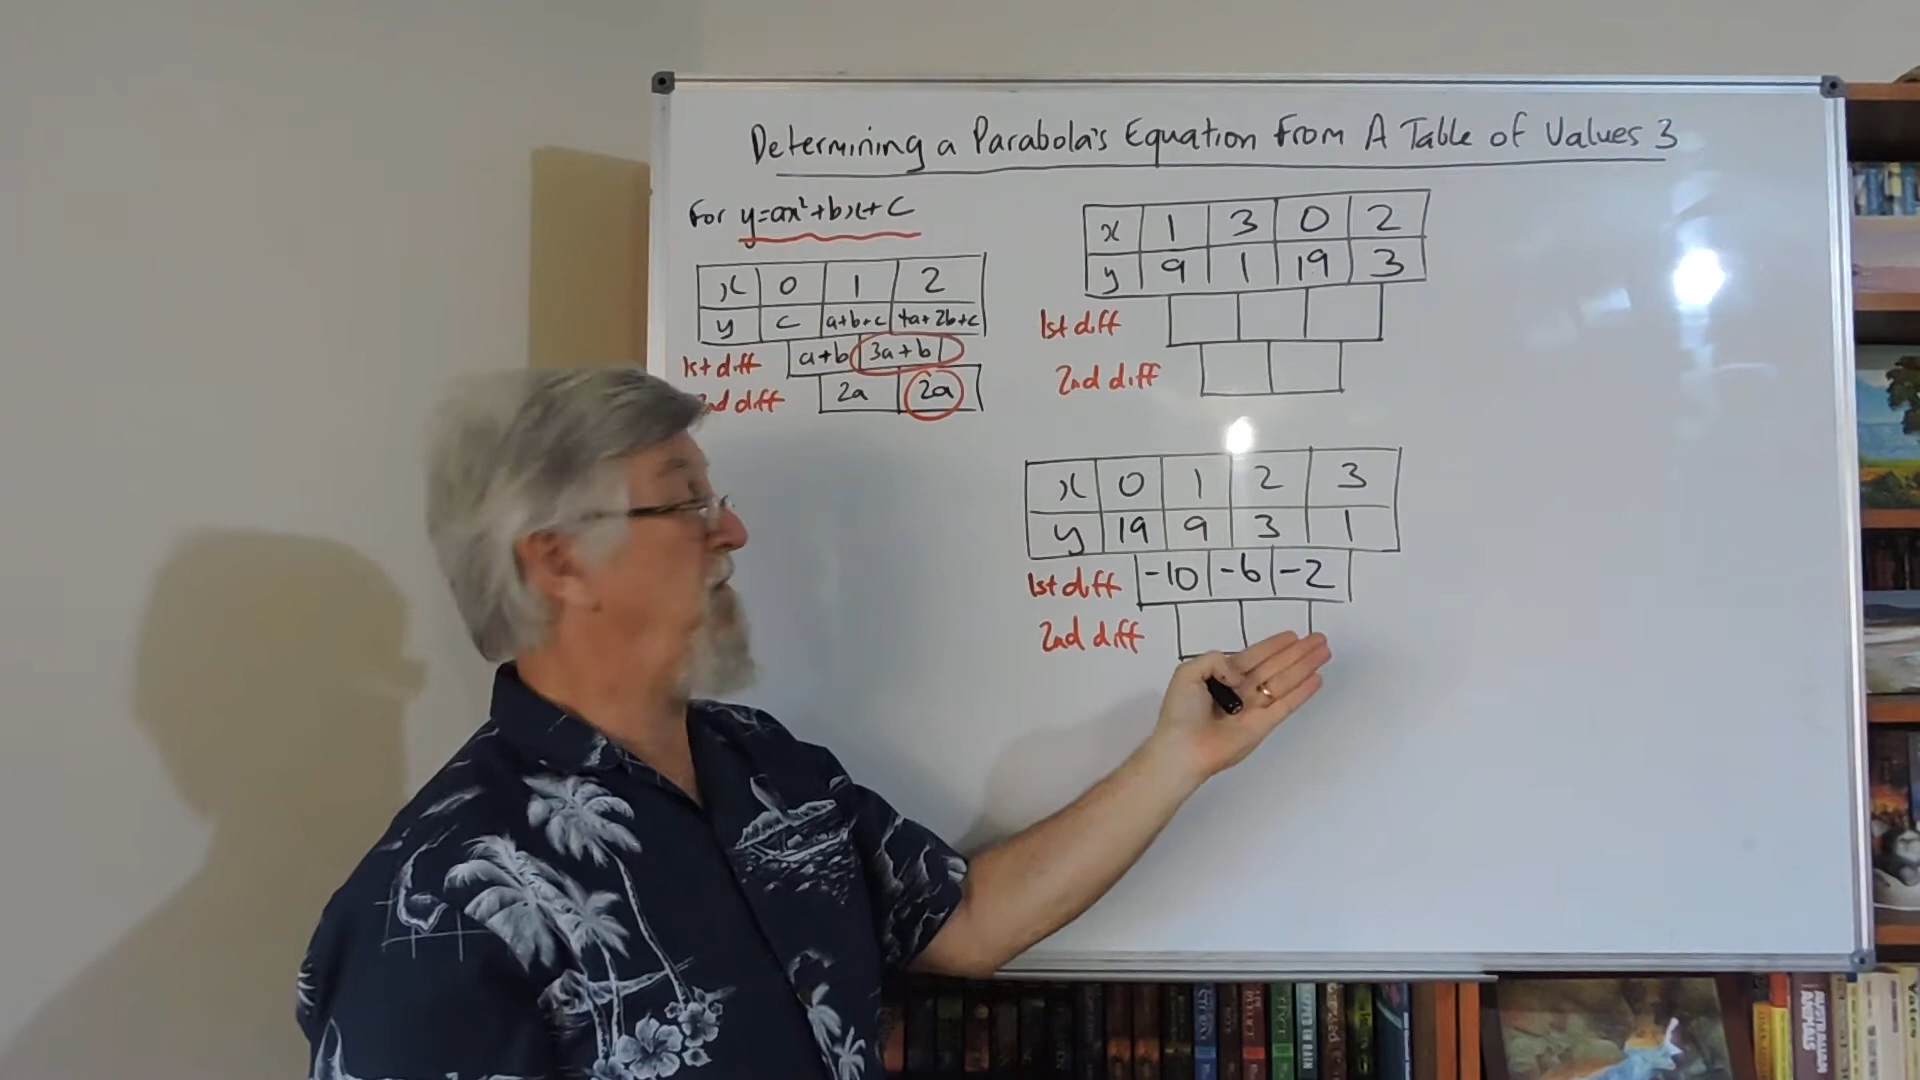 Determining a Parabola's Equation From A Table of Values 3
For y=ax²+bx+c
x 0 1 2
y c a+b+c 4a+2b+c
1st diff a+b 3a+b
2nd diff 2a 2a
x 1 3 0 2
y 9 1 19 3
1st diff
2nd diff
x 0 1 2 3
y 19 9 3 1
1st diff -10 -6 -2
2nd diff